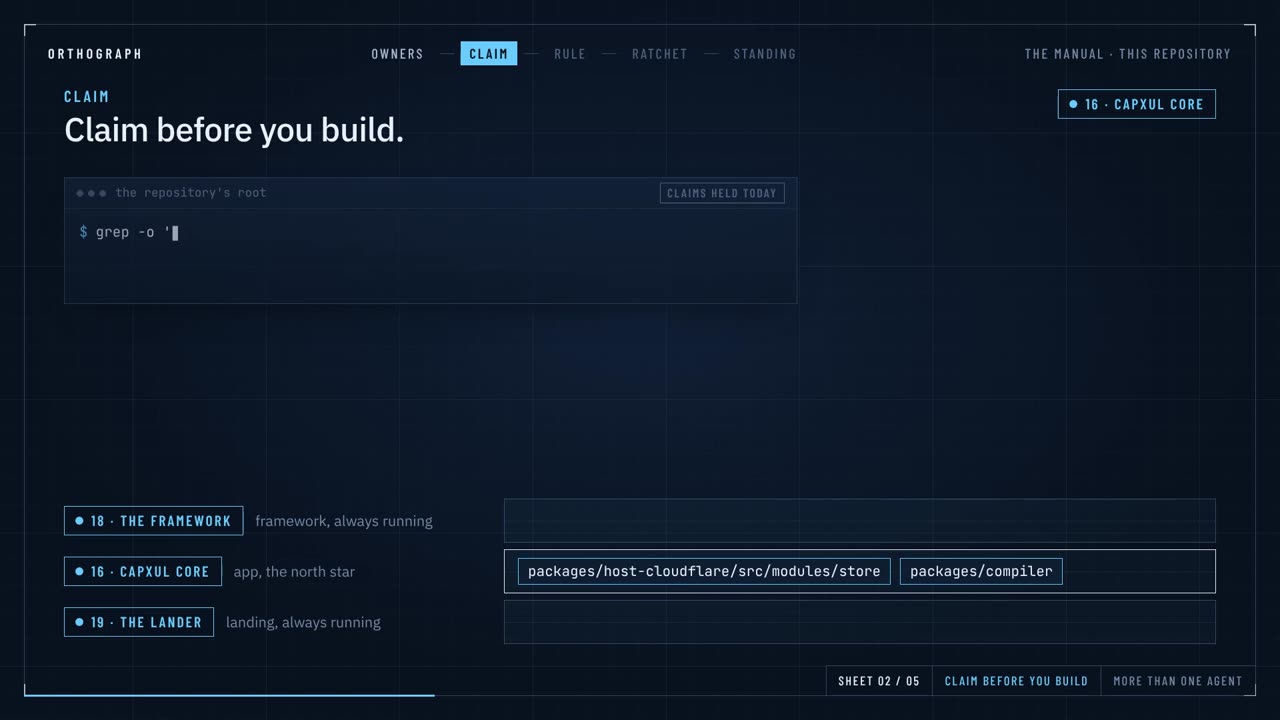 ORTHOGRAPH
OWNERS
CLAIM
RULE
RATCHET
STANDING
THE MANUAL · THIS REPOSITORY
CLAIM
Claim before you build.
16 · CAPXUL CORE
the repository's root
CLAIMS HELD TODAY
$ grep -o '
18 · THE FRAMEWORK framework, always running
16 · CAPXUL CORE app, the north star
packages/host-cloudflare/src/modules/store packages/compiler
19 · THE LANDER landing, always running
SHEET 02 / 05
CLAIM BEFORE YOU BUILD
MORE THAN ONE AGENT